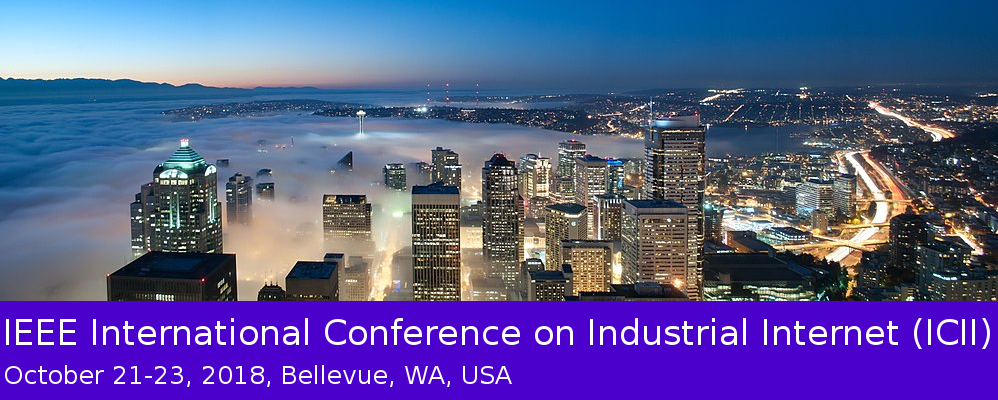 IEEE International Conference on Industrial Internet (ICII)
October 21-23, 2018, Bellevue, WA, USA